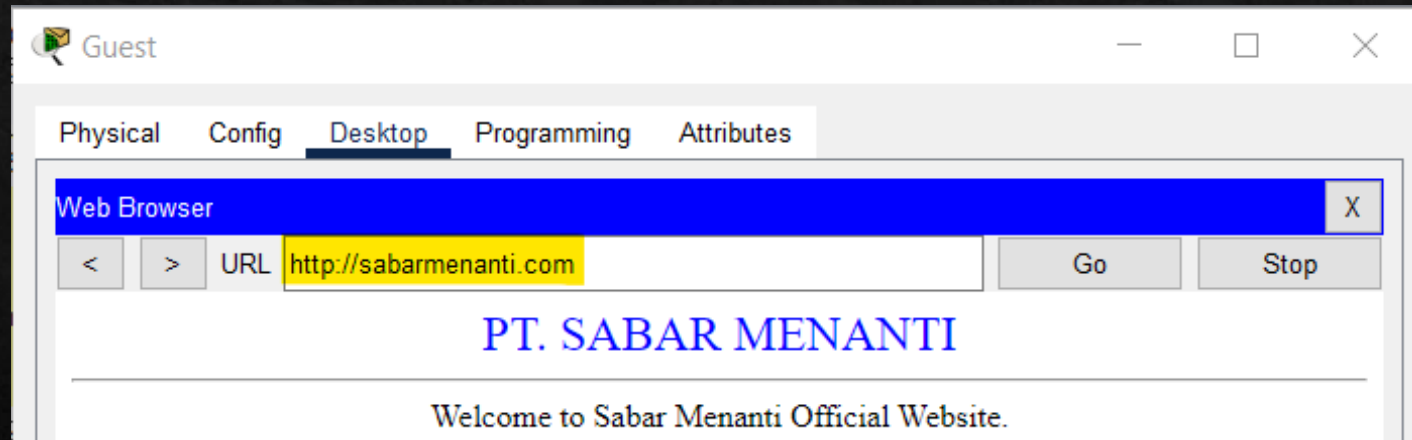 Guest
Physical Config Desktop Programming Attributes
Web Browser X
< > URL http://sabarmenanti.com Go Stop
PT. SABAR MENANTI
Welcome to Sabar Menanti Official Website.